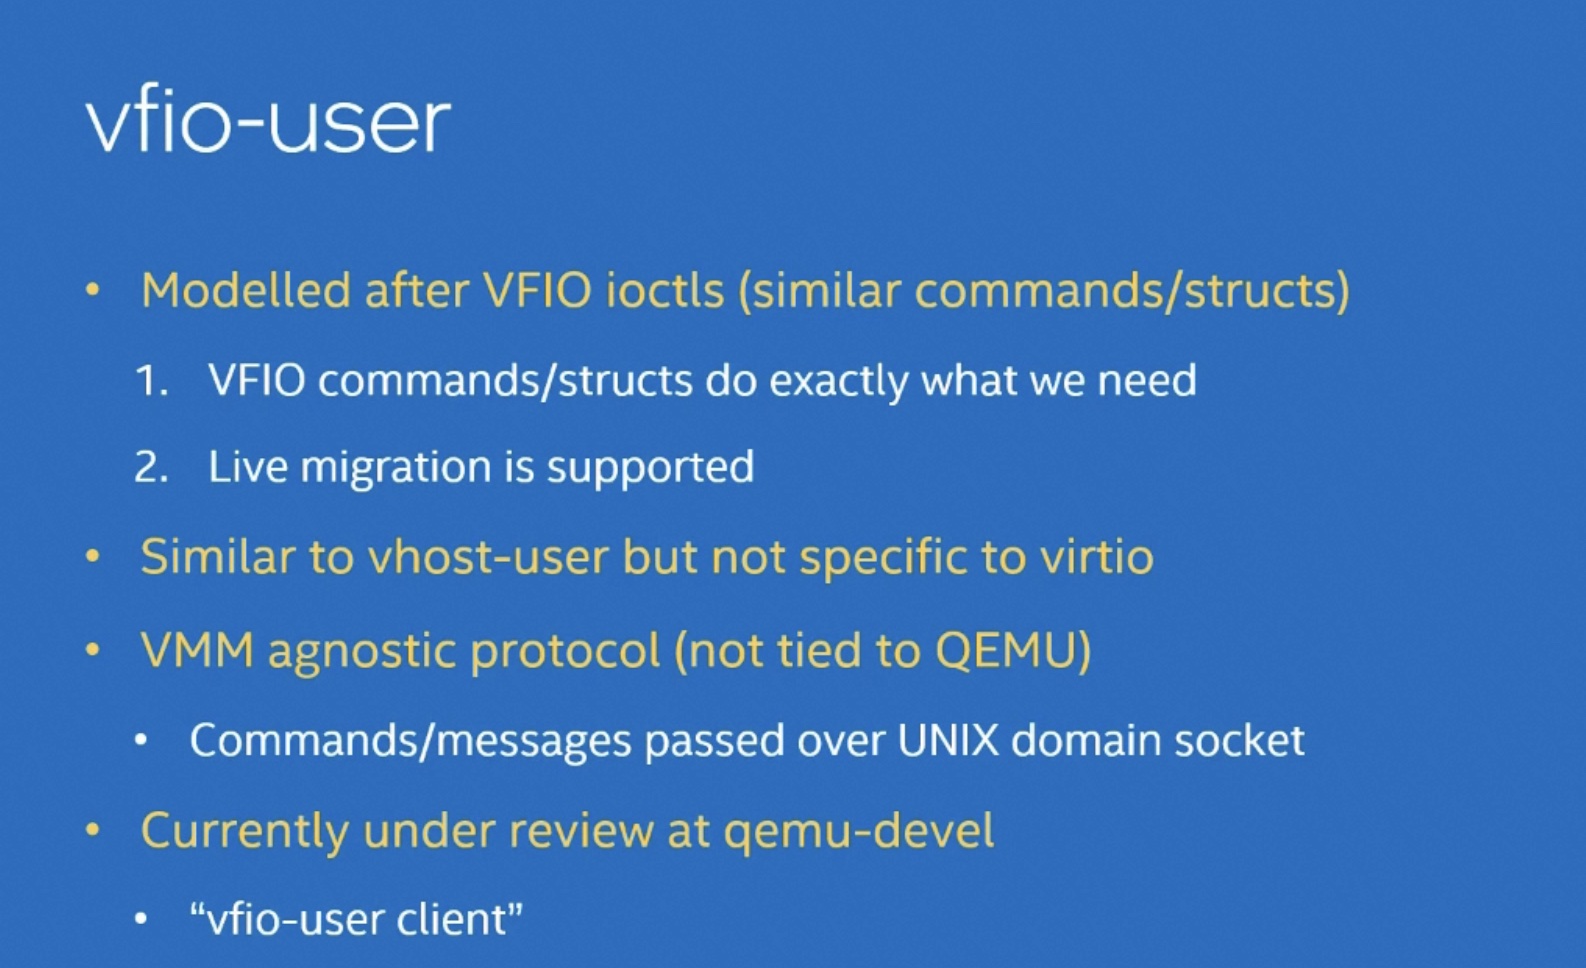 vfio-user
• Modelled after VFIO ioctls (similar commands/structs)
1. VFIO commands/structs do exactly what we need
2. Live migration is supported
• Similar to vhost-user but not specific to virtio
• VMM agnostic protocol (not tied to QEMU)
• Commands/messages passed over UNIX domain socket
• Currently under review at qemu-devel
• “vfio-user client”